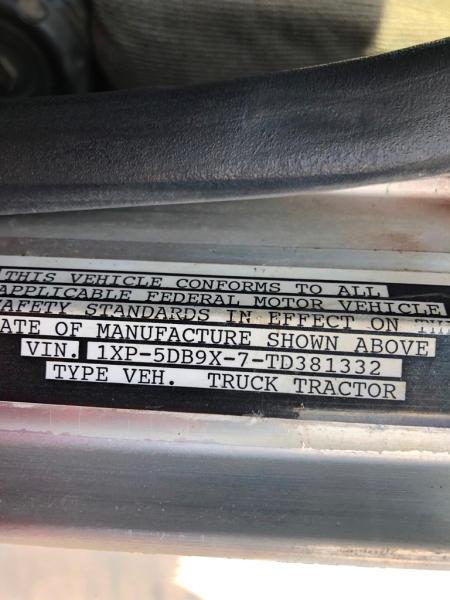 THIS VEHICLE CONFORMS TO ALL
APPLICABLE FEDERAL MOTOR VEHICLE
SAFETY STANDARDS IN EFFECT ON THE
ATE OF MANUFACTURE SHOWN ABOVE
VIN. 1XP-5DB9X-7-TD381332
TYPE VEH. TRUCK TRACTOR